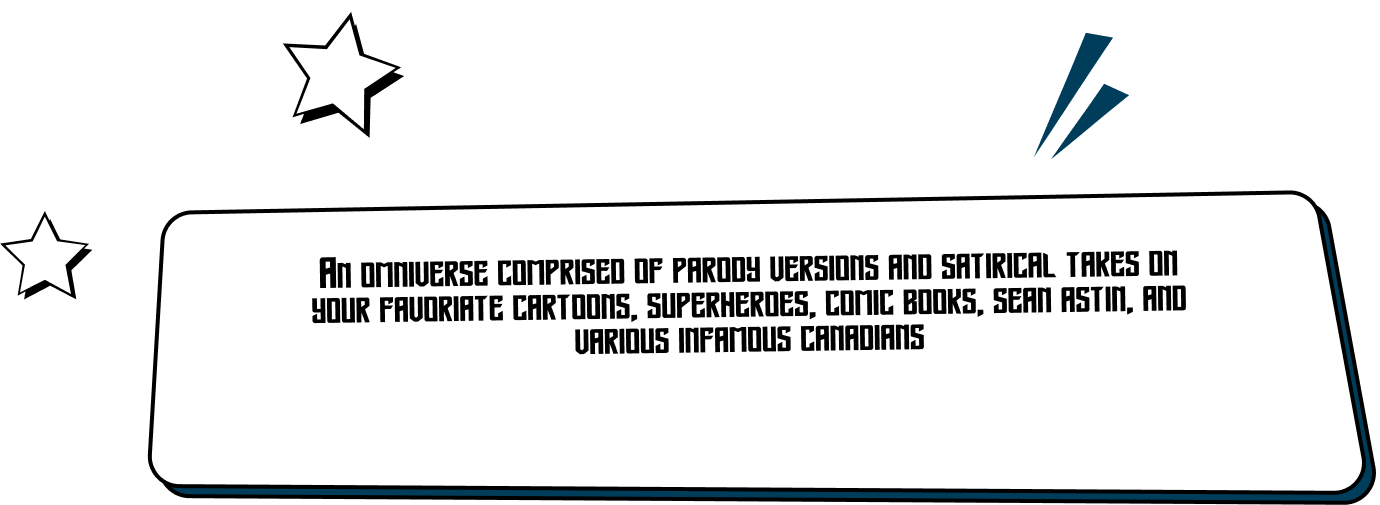 An omniverse comprised of parody versions and satirical takes on
your favoriate cartoons, superheroes, comic books, Sean Astin, and
various infamous Canadians